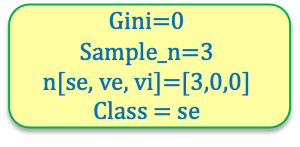 Gini=0
Sample_n=3
n[se, ve, vi]=[3,0,0]
Class = se